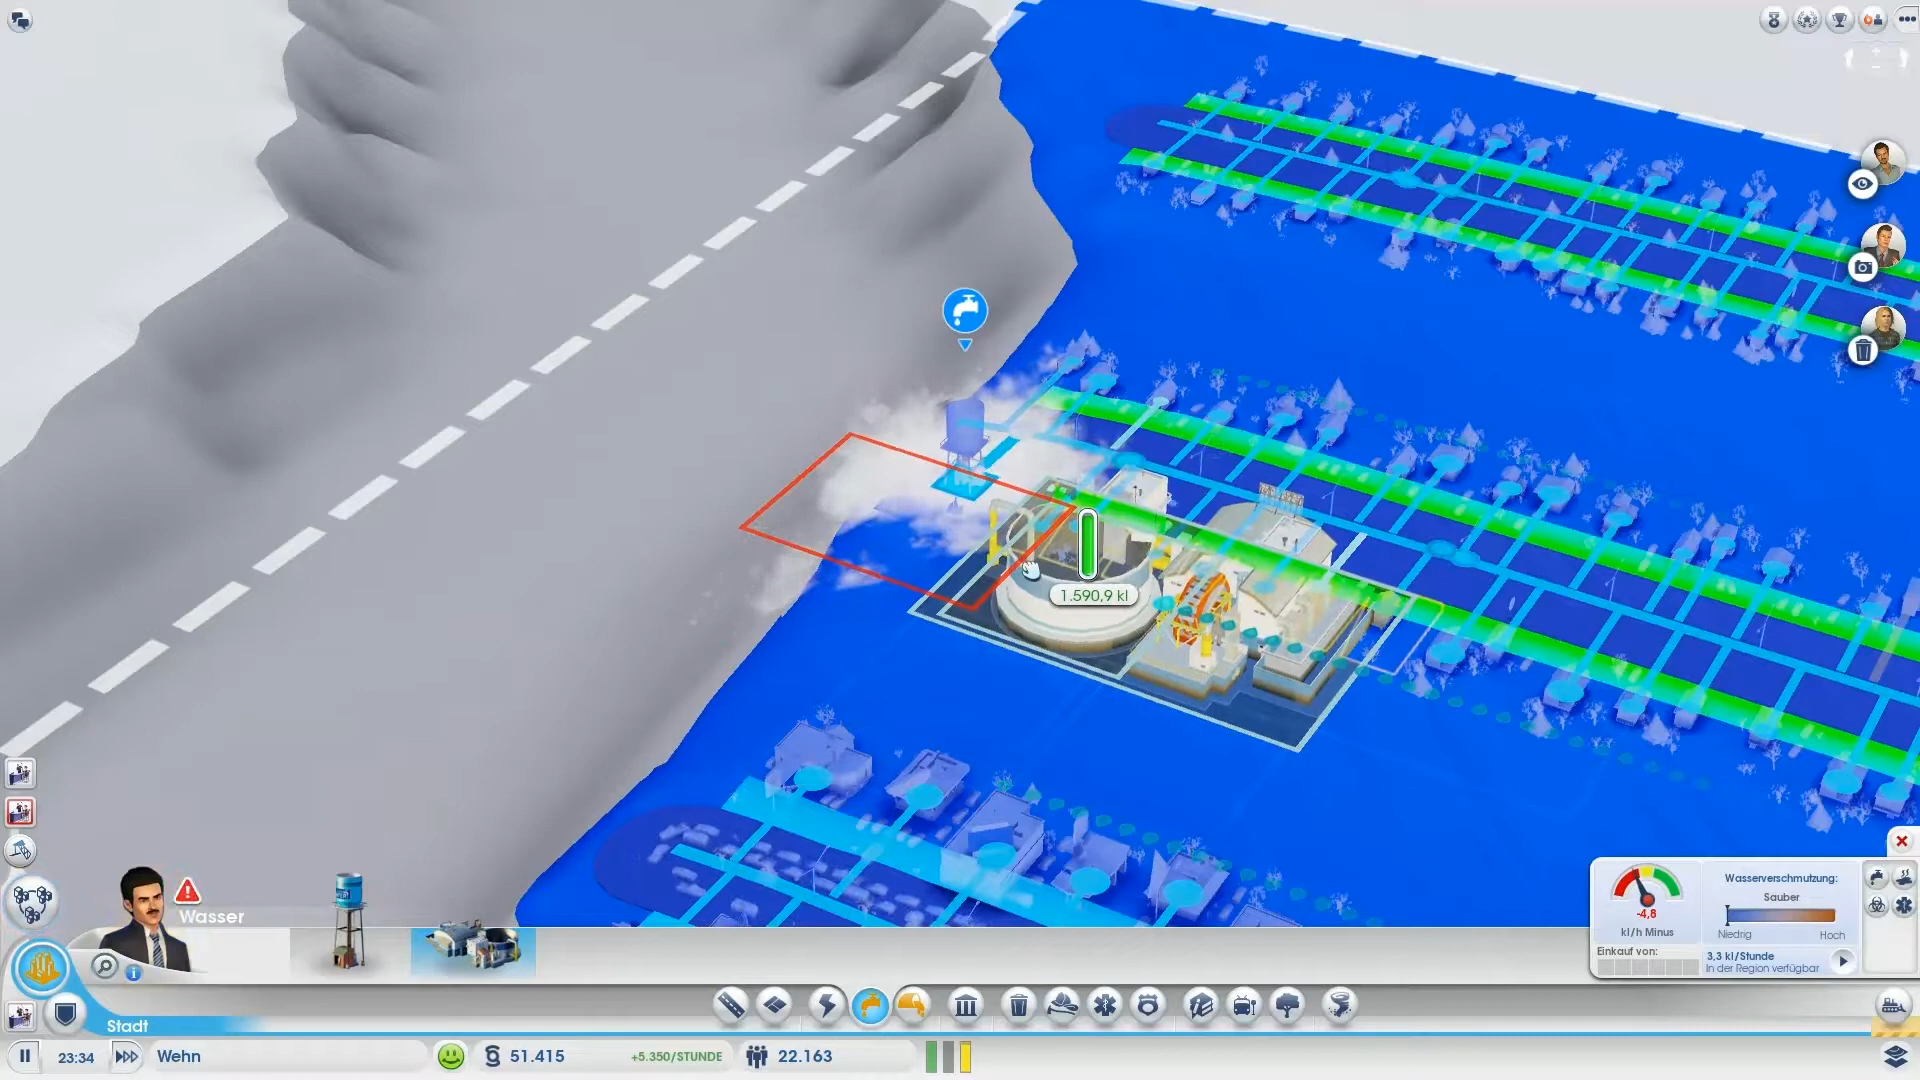 1.590,9 kl
Wasser
-4,8
kl/h Minus
Wasserverschmutzung:
Sauber
Niedrig
Hoch
Einkauf von:
3,3 kl/Stunde
In der Region verfügbar
Stadt
23:34
Wehn
51.415
+5.350/STUNDE
22.163